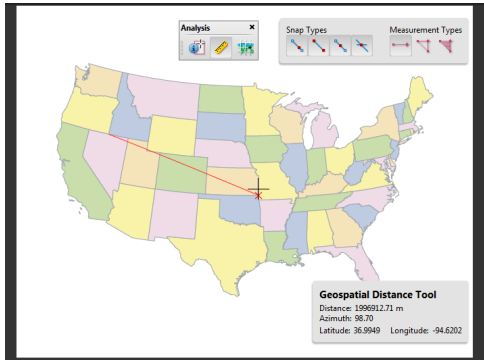 Analysis ×
Snap Types
Measurement Types
Geospatial Distance Tool
Distance: 1996912.71 m
Azimuth: 98.70
Latitude: 36.9949 Longitude: -94.6202